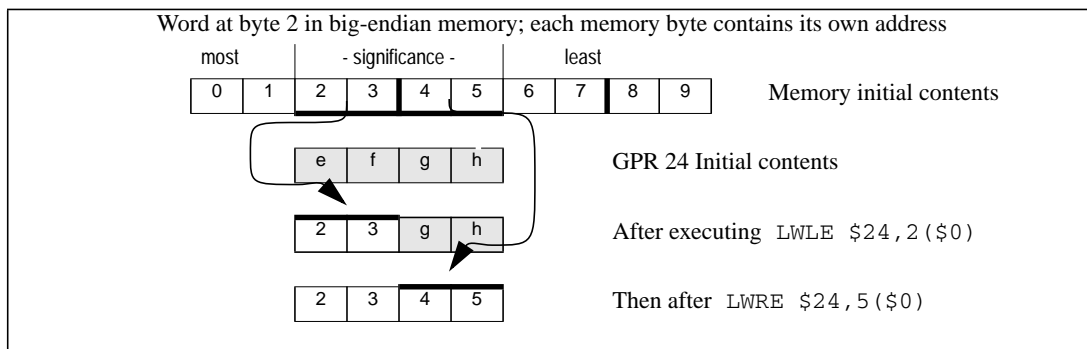 Word at byte 2 in big-endian memory; each memory byte contains its own address
most - significance - least
0 1 2 3 4 5 6 7 8 9 Memory initial contents
e f g h GPR 24 Initial contents
2 3 g h After executing LWLE $24,2($0)
2 3 4 5 Then after LWRE $24,5($0)